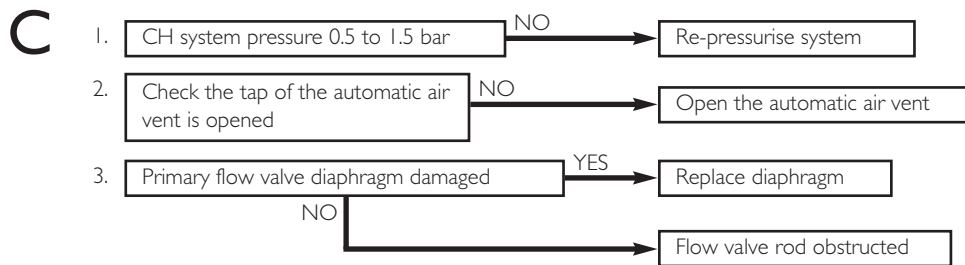 C
1. CH system pressure 0.5 to 1.5 bar NO Re-pressurise system
2. Check the tap of the automatic air vent is opened NO Open the automatic air vent
3. Primary flow valve diaphragm damaged YES Replace diaphragm
NO Flow valve rod obstructed